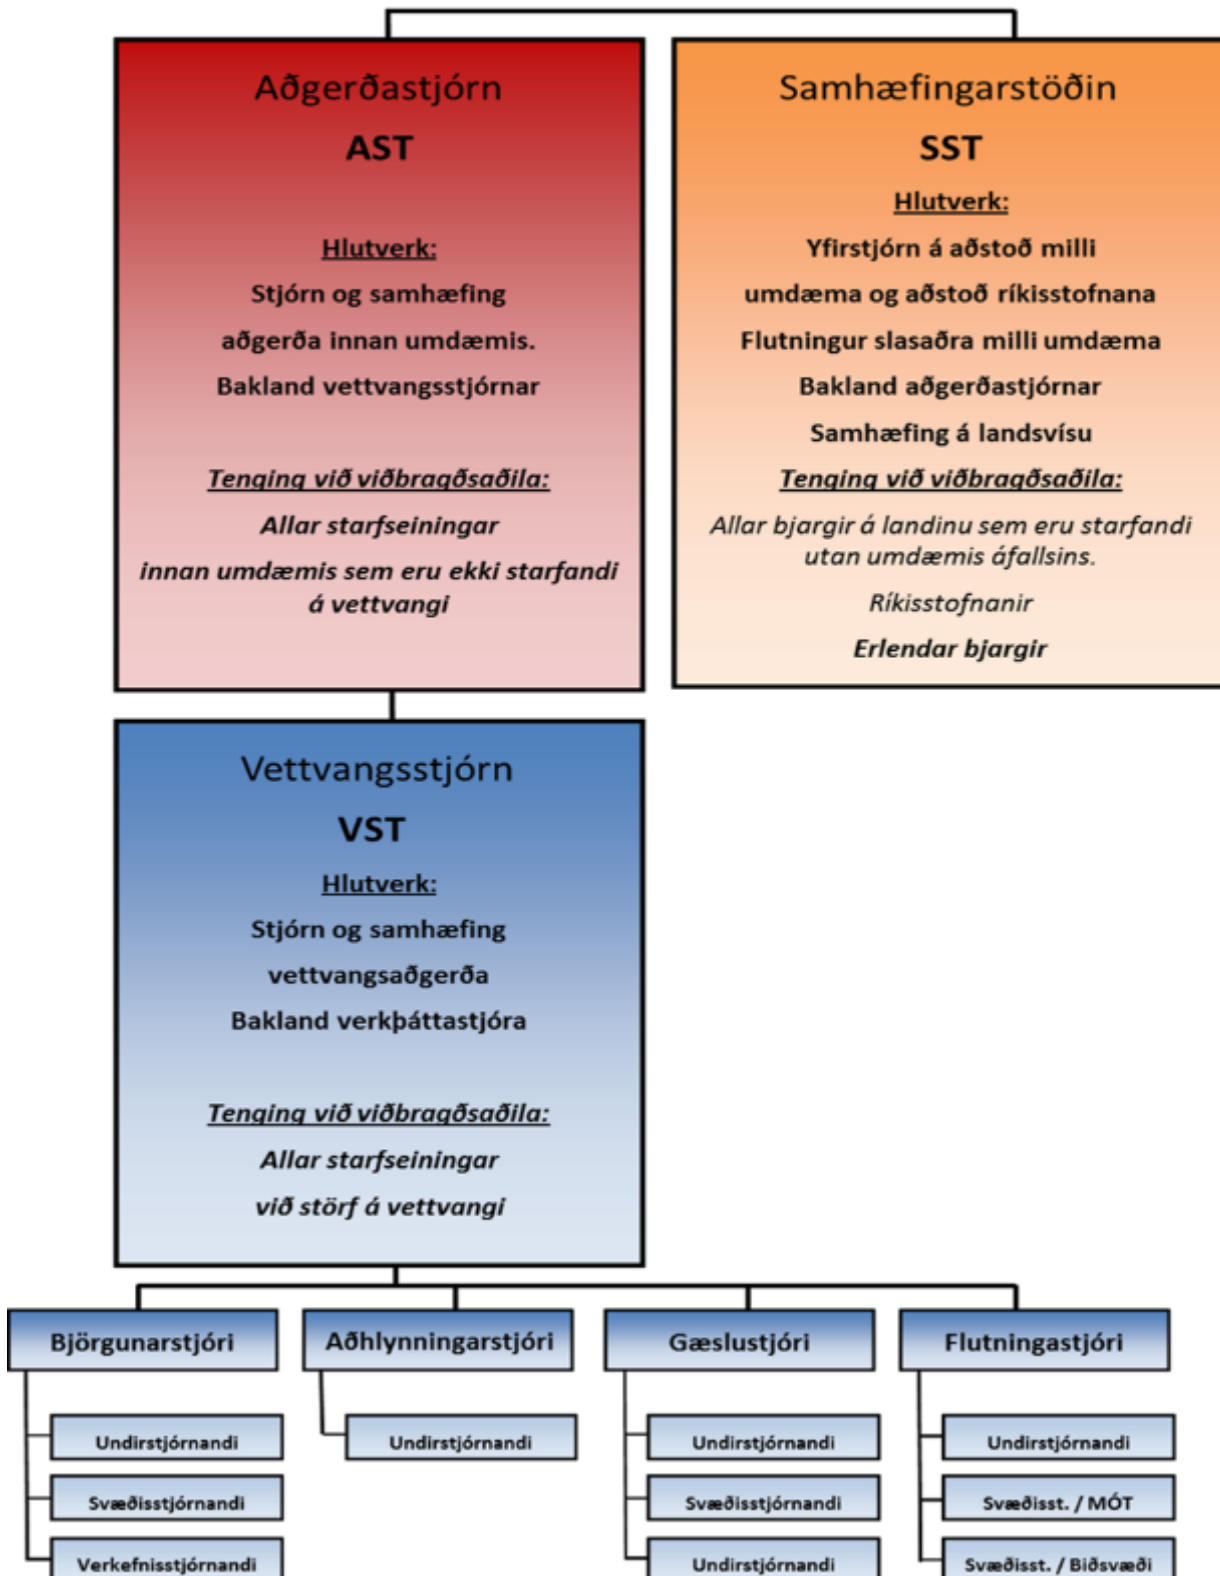 Aðgerðastjórn
AST
Hlutverk:
Stjórn og samhæfing
aðgerða innan umdæmis.
Bakland vettvangsstjórnar
Tenging við viðbragðsaðila:
Allar starfseiningar
innan umdæmis sem eru ekki starfandi
á vettvangi
Samhæfingarstöðin
SST
Hlutverk:
Yfirstjórn á aðstoð milli
umdæma og aðstoð ríkisstofnana
Flutningur slasaðra milli umdæma
Bakland aðgerðastjórnar
Samhæfing á landsvísu
Tenging við viðbragðsaðila:
Allar bjargir á landinu sem eru starfandi
utan umdæmis áfallsins.
Ríkisstofnanir
Erlendar bjargir
Vettvangsstjórn
VST
Hlutverk:
Stjórn og samhæfing
vettvangsaðgerða
Bakland verkþáttastjóra
Tenging við viðbragðsaðila:
Allar starfseiningar
við störf á vettvangi
Björgunarstjóri
Undirstjórnandi
Svæðisstjórnandi
Verkefnisstjórnandi
Aðhlynningarstjóri
Undirstjórnandi
Gæslustjóri
Undirstjórnandi
Svæðisstjórnandi
Undirstjórnandi
Flutningastjóri
Undirstjórnandi
Svæðisst. / MÓT
Svæðisst. / Biðsvæði